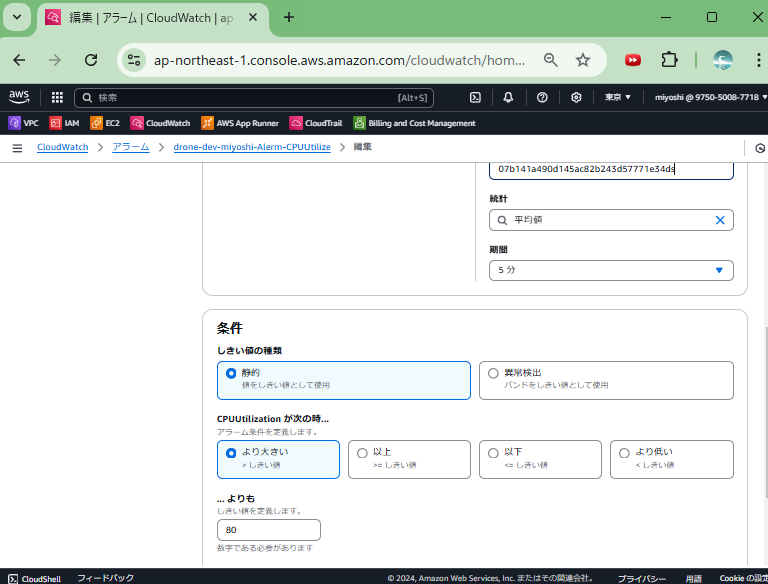 編集 | アラーム | CloudWatch | ap
ap-northeast-1.console.aws.amazon.com/cloudwatch/hom...
aws
検索
[Alt+S]
東京
miyoshi @ 9750-5008-7718
VPC
IAM
EC2
CloudWatch
AWS App Runner
CloudTrail
Billing and Cost Management
CloudWatch
アラーム
drone-dev-miyoshi-Alerm-CPUUtilize
編集
07b141a490d145ac82b243d57771e34ds
統計
平均値
期間
5 分
条件
しきい値の種類
静的
値をしきい値として使用
異常検出
バンドをしきい値として使用
CPUUtilization が次の時...
アラーム条件を定義します。
より大きい
> しきい値
以上
>= しきい値
以下
<= しきい値
より低い
< しきい値
... よりも
しきい値を定義します。
80
数字である必要があります
CloudShell
フィードバック
© 2024, Amazon Web Services, Inc. またはその関連会社。
プライバシー
用語
Cookie の設定